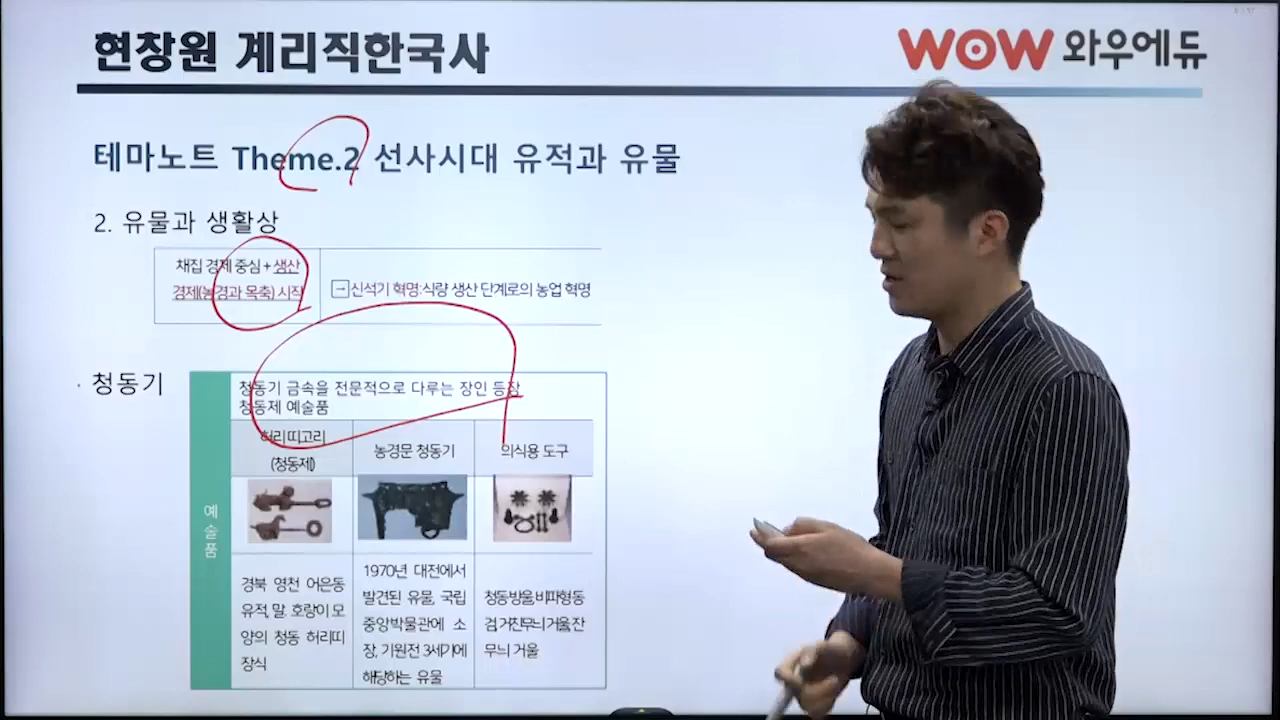 현창원 계리직한국사
WOW 와우에듀
테마노트 Theme.2 선사시대 유적과 유물
2. 유물과 생활상
채집 경제 중심 + 생산
경제(농경과 목축) 시작
→신석기 혁명:식량 생산 단계로의 농업 혁명
· 청동기
청동기 금속을 전문적으로 다루는 장인 등장
청동제 예술품
예술품
허리띠고리
(청동제)
농경문 청동기
의식용 도구
경북 영천 어은동
유적, 말. 호랑이 모
양의 청동 허리띠
장식
1970년 대전에서
발견된 유물, 국립
중앙박물관에 소
장, 기원전 3세기에
해당하는 유물
청동방울, 비파형동
검, 거친무늬 거울, 잔
무늬 거울